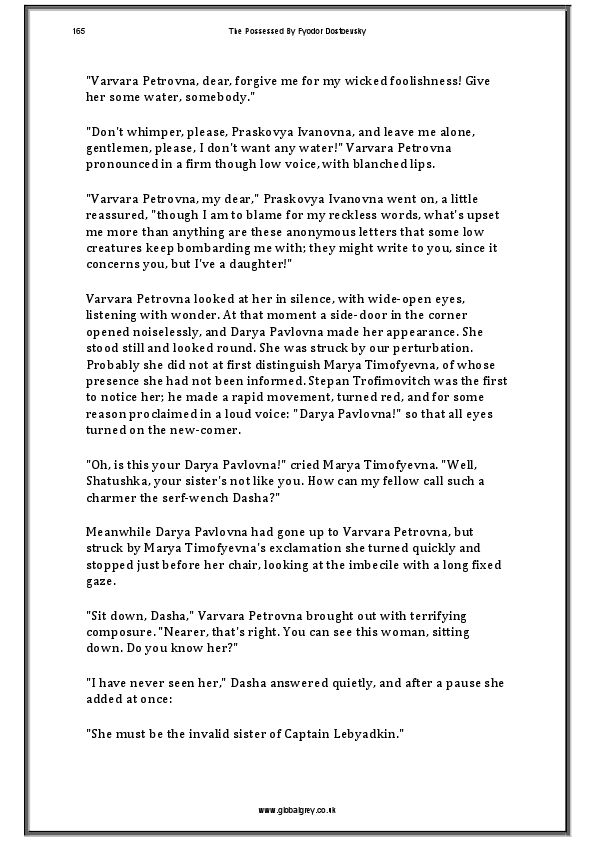 165
The Possessed By Fyodor Dostoevsky
"Varvara Petrovna, dear, forgive me for my wicked foolishness! Give
her some water, somebody."
"Don't whimper, please, Praskovya Ivanovna, and leave me alone,
gentlemen, please, I don't want any water!" Varvara Petrovna
pronounced in a firm though low voice, with blanched lips.
"Varvara Petrovna, my dear," Praskovya Ivanovna went on, a little
reassured, "though I am to blame for my reckless words, what's upset
me more than anything are these anonymous letters that some low
creatures keep bombarding me with; they might write to you, since it
concerns you, but I've a daughter!"
Varvara Petrovna looked at her in silence, with wide-open eyes,
listening with wonder. At that moment a side-door in the corner
opened noiselessly, and Darya Pavlovna made her appearance. She
stood still and looked round. She was struck by our perturbation.
Probably she did not at first distinguish Marya Timofyevna, of whose
presence she had not been informed. Stepan Trofimovitch was the first
to notice her; he made a rapid movement, turned red, and for some
reason proclaimed in a loud voice: "Darya Pavlovna!" so that all eyes
turned on the new-comer.
"Oh, is this your Darya Pavlovna!" cried Marya Timofyevna. "Well,
Shatushka, your sister's not like you. How can my fellow call such a
charmer the serf-wench Dasha?"
Meanwhile Darya Pavlovna had gone up to Varvara Petrovna, but
struck by Marya Timofyevna's exclamation she turned quickly and
stopped just before her chair, looking at the imbecile with a long fixed
gaze.
"Sit down, Dasha," Varvara Petrovna brought out with terrifying
composure. "Nearer, that's right. You can see this woman, sitting
down. Do you know her?"
"I have never seen her," Dasha answered quietly, and after a pause she
added at once:
"She must be the invalid sister of Captain Lebyadkin."
www.globalgrey.co.uk